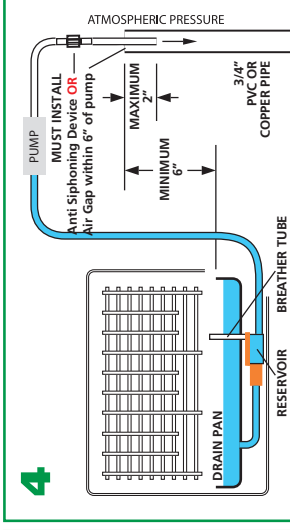 4
ATMOSPHERIC PRESSURE
PUMP
MUST INSTALL
Anti Siphoning Device OR
Air Gap within 6" of pump
MAXIMUM
2"
MINIMUM
6"
3/4"
PVC OR
COPPER PIPE
DRAIN PAN
BREATHER TUBE
RESERVOIR